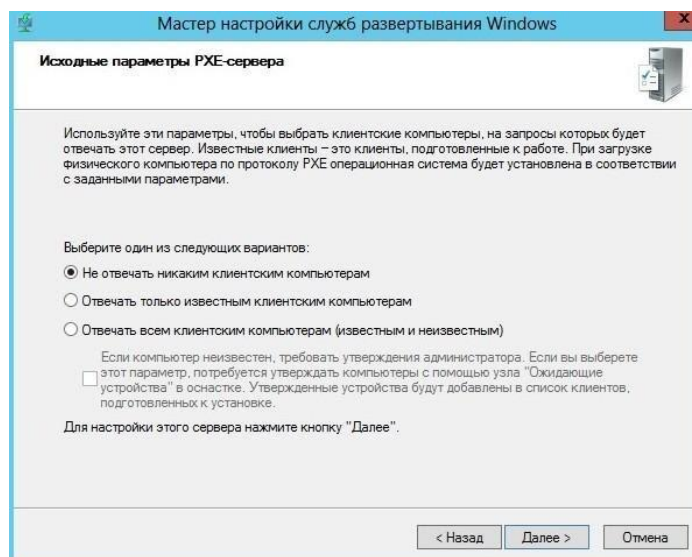 Мастер настройки служб развертывания Windows
x
Исходные параметры PXE-сервера
Используйте эти параметры, чтобы выбрать клиентские компьютеры, на запросы которых будет
отвечать этот сервер. Известные клиенты – это клиенты, подготовленные к работе. При загрузке
физического компьютера по протоколу PXE операционная система будет установлена в соответствии
с заданными параметрами.
Выберите один из следующих вариантов:
Не отвечать никаким клиентским компьютерам
Отвечать только известным клиентским компьютерам
Отвечать всем клиентским компьютерам (известным и неизвестным)
Если компьютер неизвестен, требовать утверждения администратора. Если вы выберете
этот параметр, потребуется утверждать компьютеры с помощью узла "Ожидающие
устройства" в оснастке. Утвержденные устройства будут добавлены в список клиентов,
подготовленных к установке.
Для настройки этого сервера нажмите кнопку "Далее".
< Назад
Далее >
Отмена